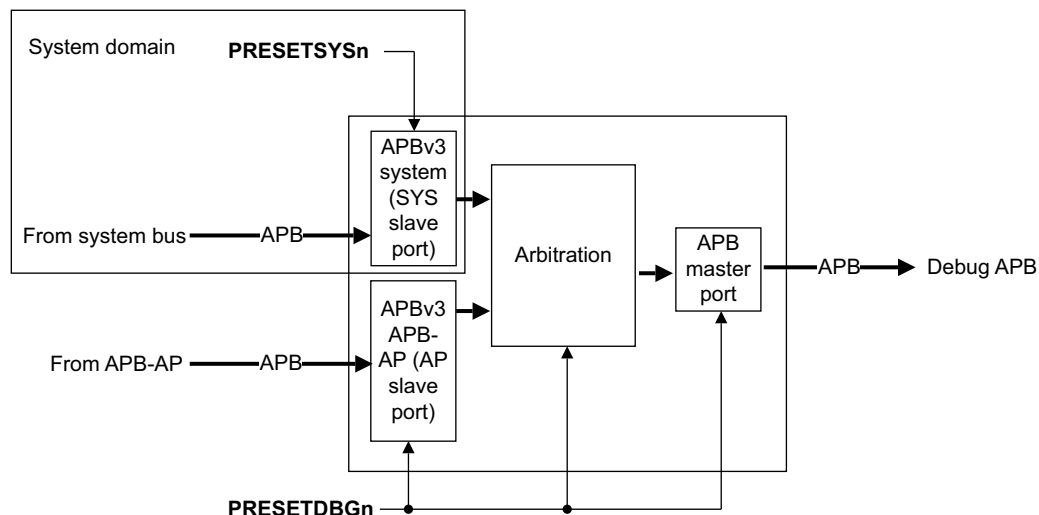 System domain
PRESETSYSn
APBv3
system
(SYS
slave
port)
From system bus
APB
Arbitration
APB
master
port
APB
Debug APB
APBv3
APB-
AP (AP
slave
port)
From APB-AP
APB
PRESETDBGn